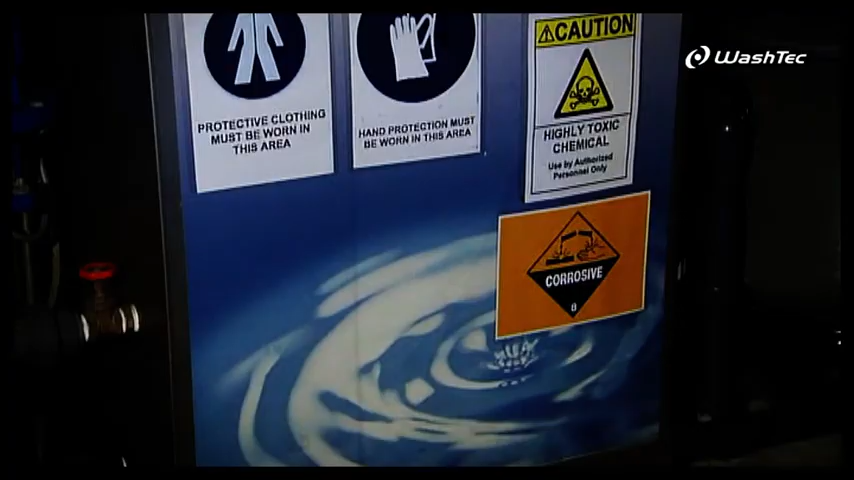 PROTECTIVE CLOTHING
MUST BE WORN IN
THIS AREA
HAND PROTECTION MUST
BE WORN IN THIS AREA
CAUTION
HIGHLY TOXIC
CHEMICAL
Use by Authorized
Personnel Only
CORROSIVE
8
WashTec